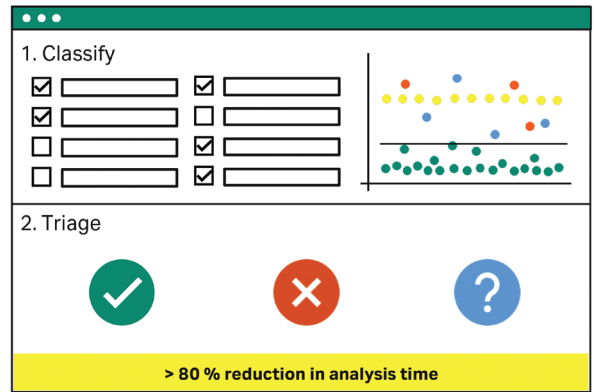 1. Classify
2. Triage
?
> 80 % reduction in analysis time